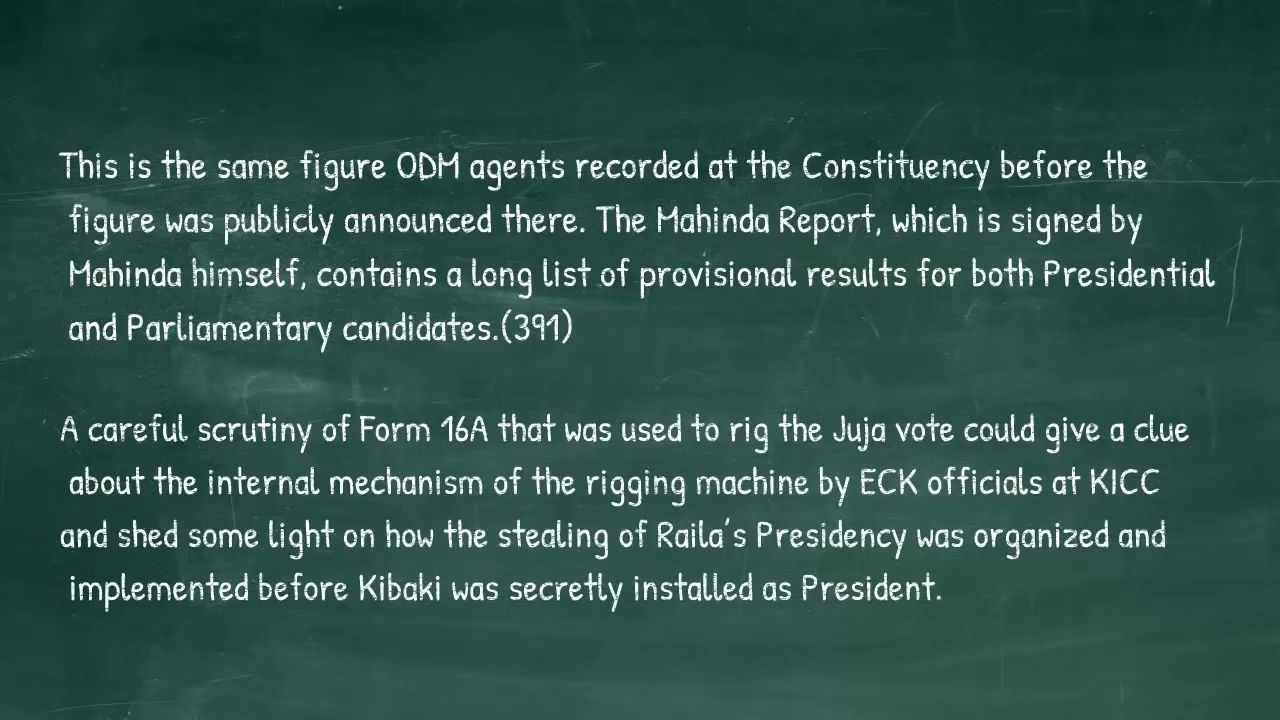 This is the same figure ODM agents recorded at the Constituency before the
figure was publicly announced there. The Mahinda Report, which is signed by
Mahinda himself, contains a long list of provisional results for both Presidential
and Parliamentary candidates.(391)
A careful scrutiny of Form 16A that was used to rig the Juja vote could give a clue
about the internal mechanism of the rigging machine by ECK officials at KICC
and shed some light on how the stealing of Raila's Presidency was organized and
implemented before Kibaki was secretly installed as President.